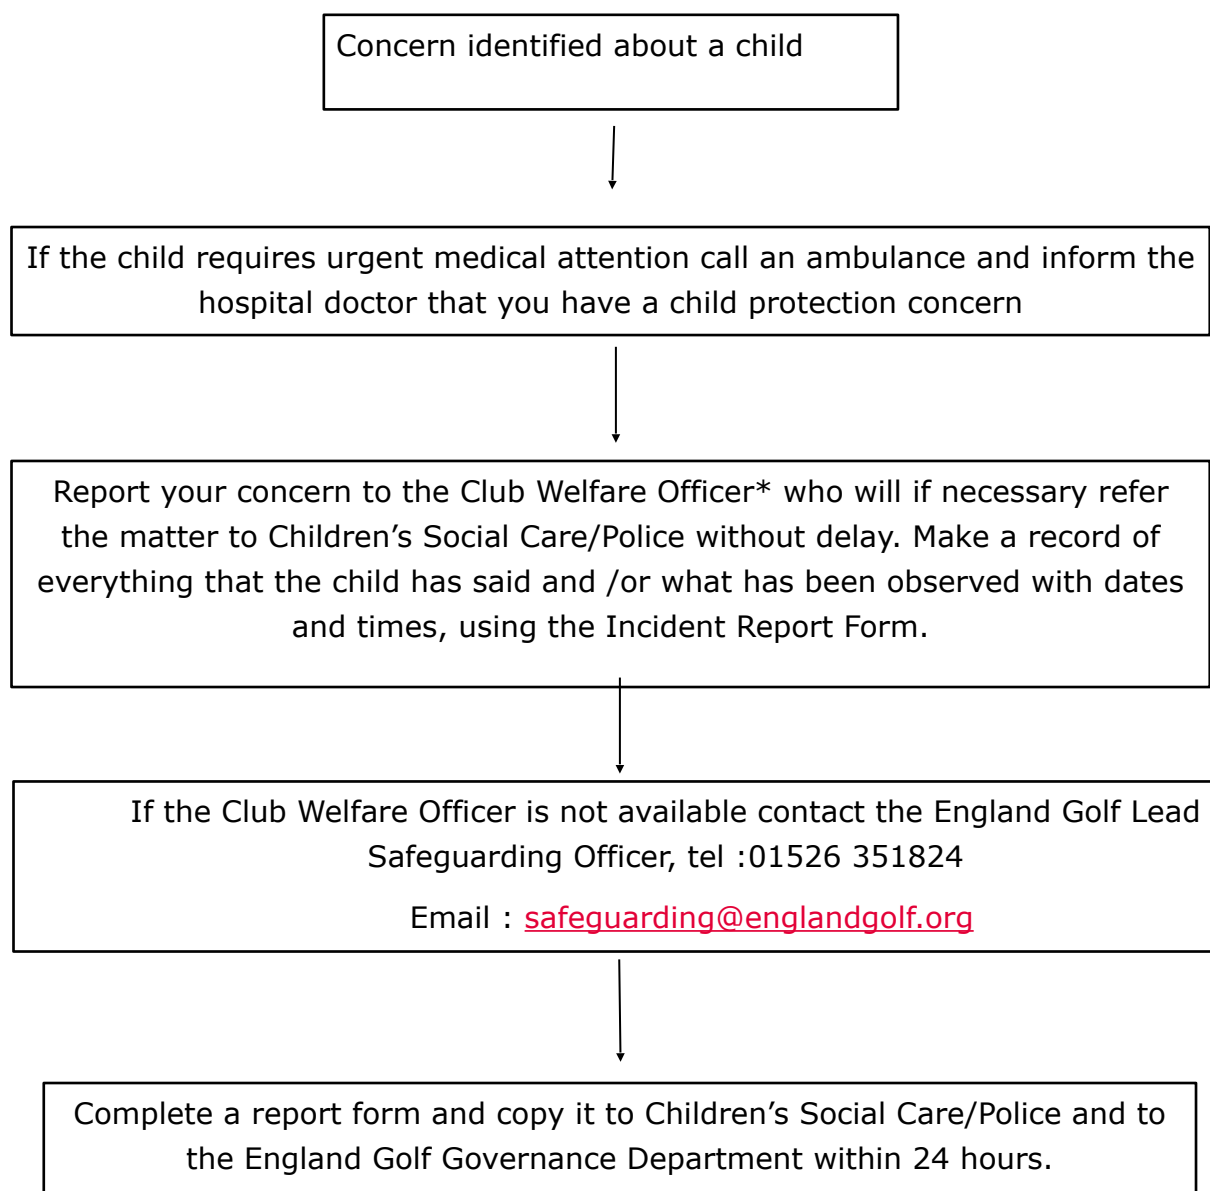 Concern identified about a child
If the child requires urgent medical attention call an ambulance and inform the
hospital doctor that you have a child protection concern
Report your concern to the Club Welfare Officer* who will if necessary refer
the matter to Children’s Social Care/Police without delay. Make a record of
everything that the child has said and /or what has been observed with dates
and times, using the Incident Report Form.
If the Club Welfare Officer is not available contact the England Golf Lead
Safeguarding Officer, tel :01526 351824
Email : safeguarding@englandgolf.org
Complete a report form and copy it to Children’s Social Care/Police and to
the England Golf Governance Department within 24 hours.